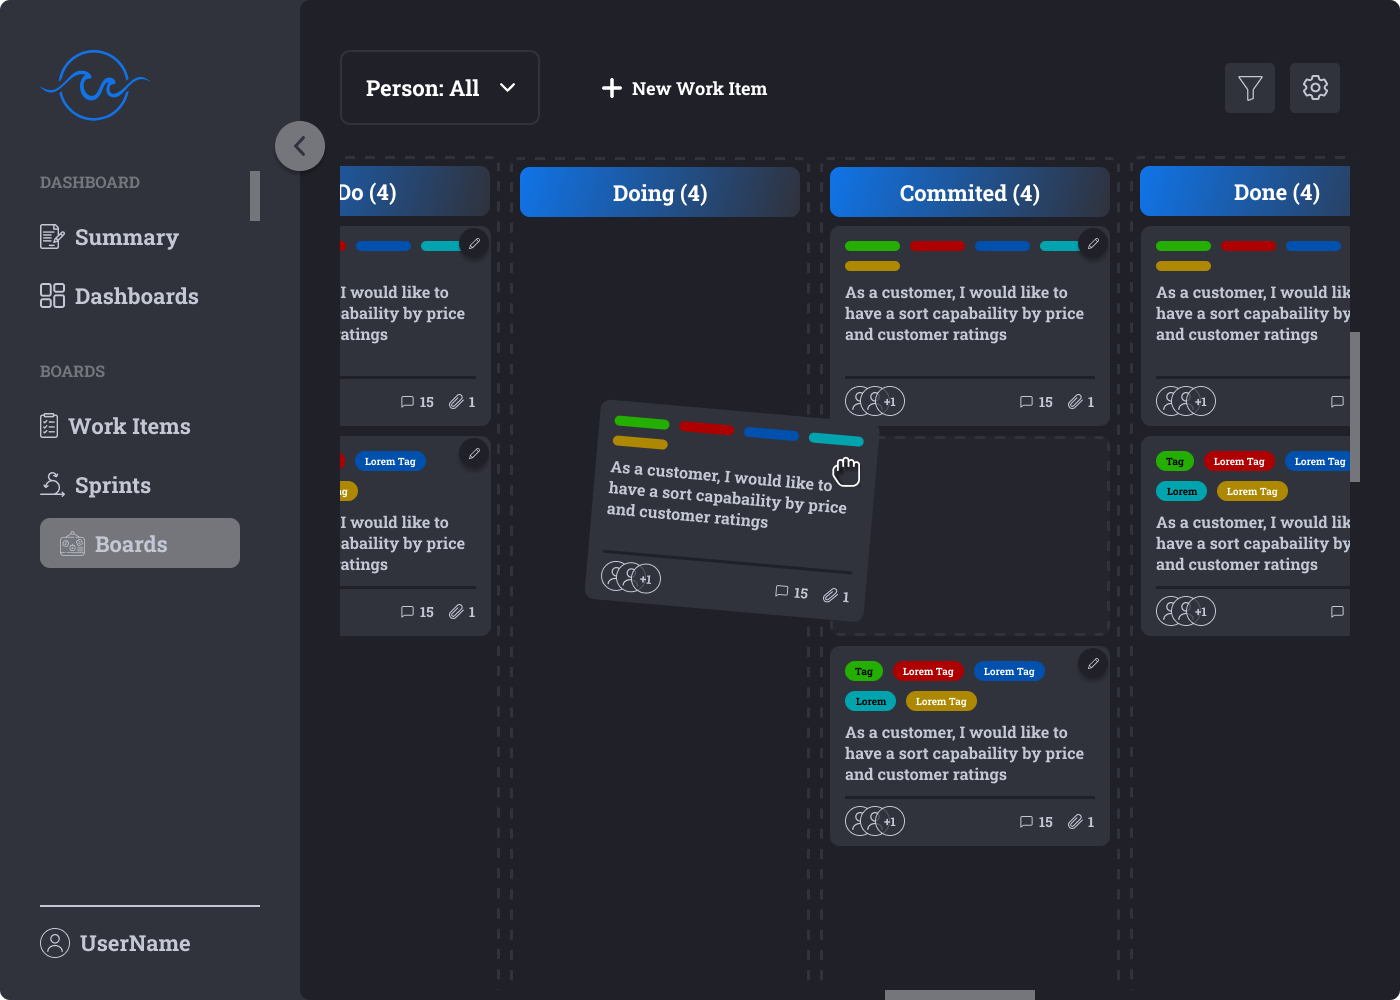 Person: All
New Work Item
DASHBOARD
Summary
Dashboards
BOARDS
Work Items
Sprints
Boards
UserName
Do (4)
I would like to
abaility by price
atings
15 1
Lorem Tag
I would like to
abaility by price
atings
15 1
Doing (4)
As a customer, I would like to
have a sort capabaility by price
and customer ratings
+1 15 1
Commited (4)
As a customer, I would like to
have a sort capabaility by price
and customer ratings
+1 15 1
Tag Lorem Tag Lorem Tag
Lorem Lorem Tag
As a customer, I would like to
have a sort capabaility by price
and customer ratings
+1 15 1
Done (4)
As a customer, I would lik
have a sort capabaility by
and customer ratings
+1
Tag Lorem Tag Lorem Tag
Lorem Lorem Tag
As a customer, I would lik
have a sort capabaility by
and customer ratings
+1